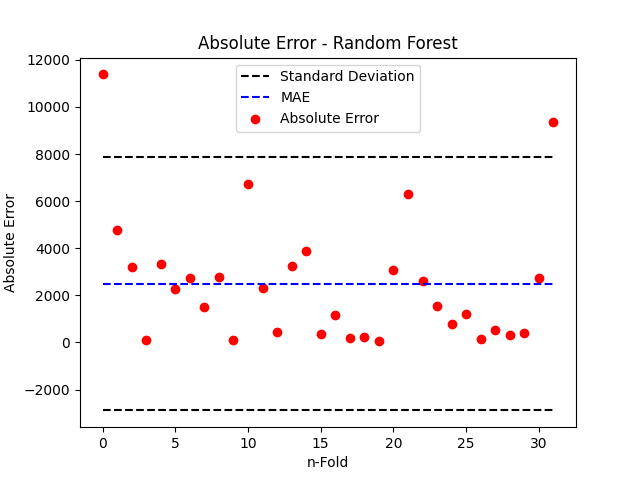 Absolute Error - Random Forest
12000
10000
8000
6000
4000
2000
0
−2000
Absolute Error
Standard Deviation
MAE
Absolute Error
0 5 10 15 20 25 30
n-Fold